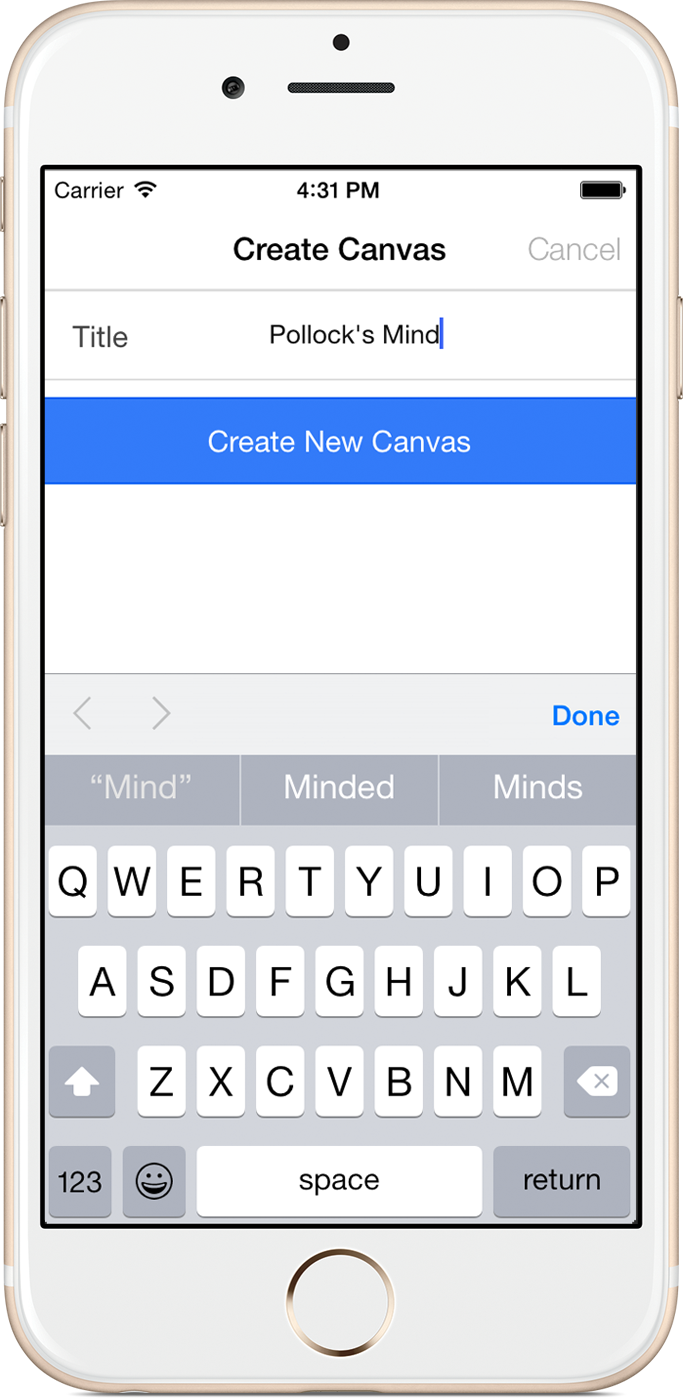 Carrier 4:31 PM
Create Canvas Cancel
Title Pollock's Mind
Create New Canvas
Done
“Mind” Minded Minds
Q W E R T Y U I O P
A S D F G H J K L
Z X C V B N M
123 space return